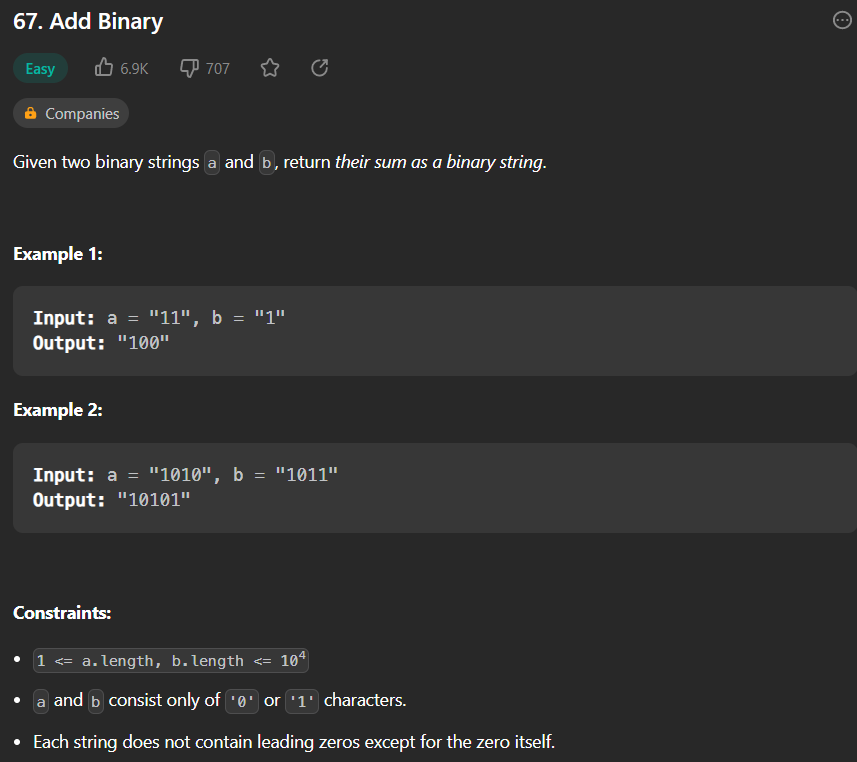 67. Add Binary
Easy 6.9K 707
Companies
Given two binary strings a and b, return their sum as a binary string.
Example 1:
Input: a = "11", b = "1"
Output: "100"
Example 2:
Input: a = "1010", b = "1011"
Output: "10101"
Constraints:
• 1 <= a.length, b.length <= 10⁴
• a and b consist only of '0' or '1' characters.
• Each string does not contain leading zeros except for the zero itself.